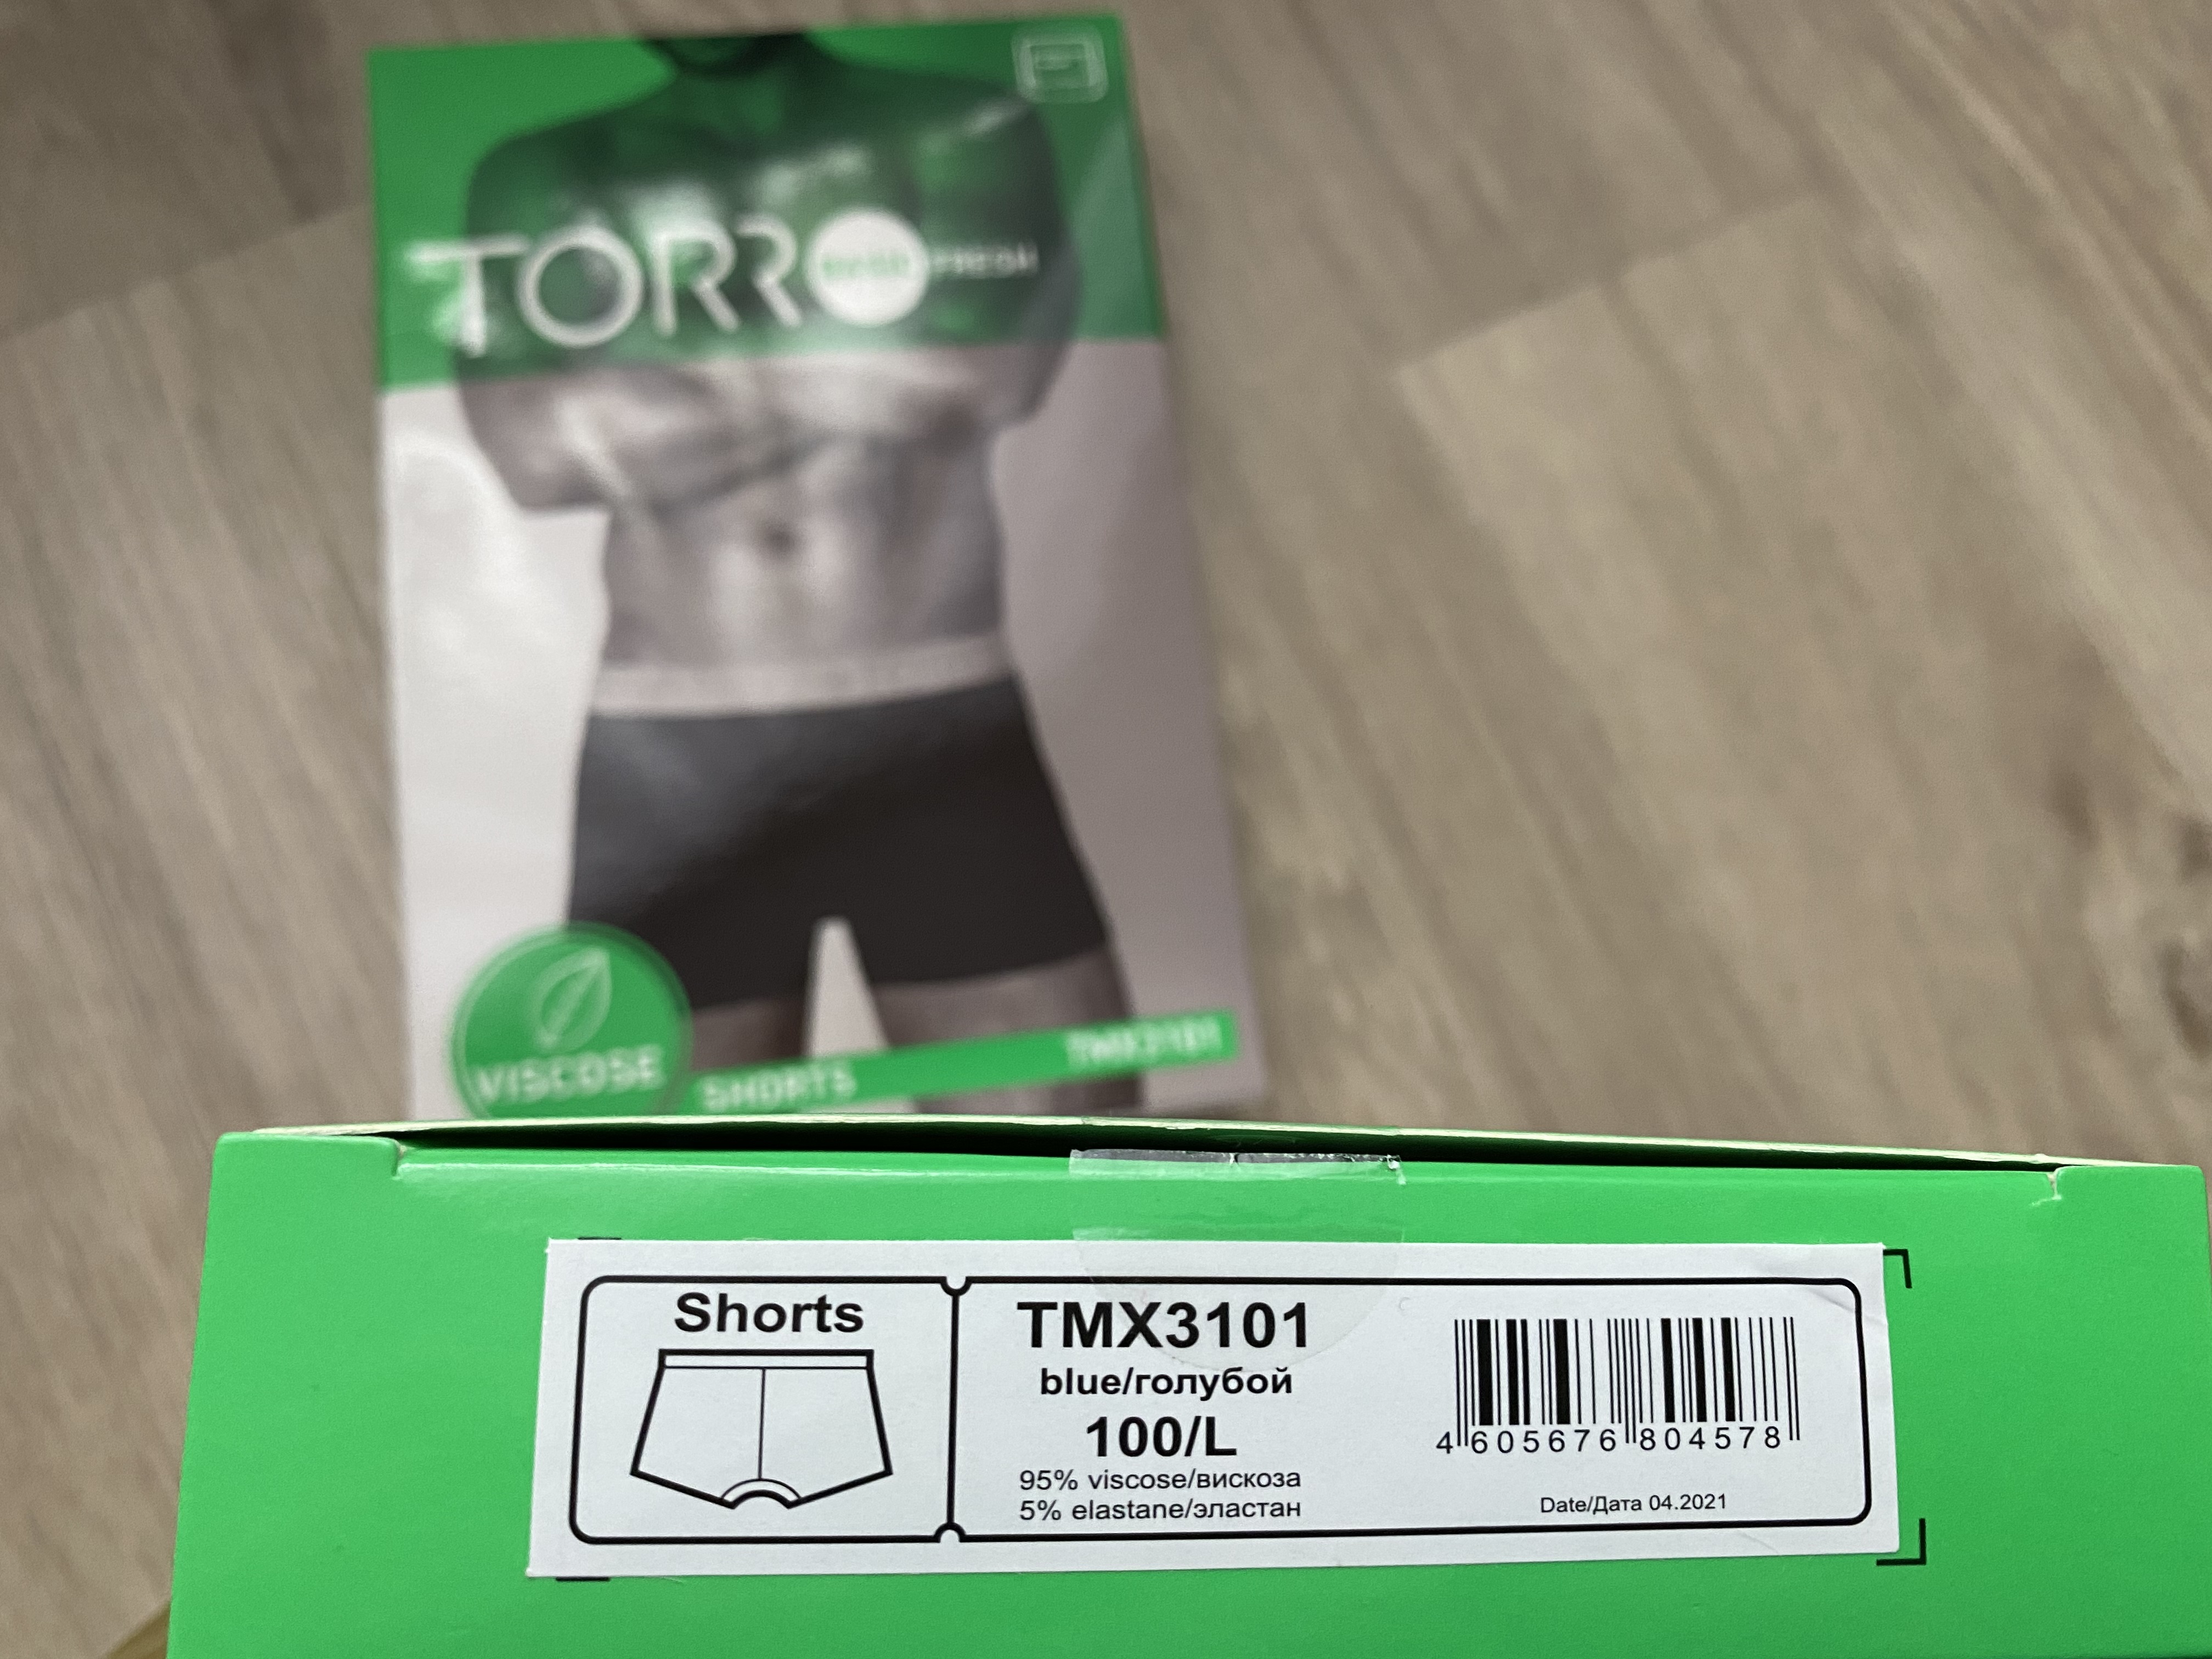 TORRO
FRESH
VISCOSE
SHORTS
TMX3101
Shorts
TMX3101
blue/голубой
100/L
95% viscose/вискоза
5% elastane/эластан
4 605676 804578
Date/Дата 04.2021